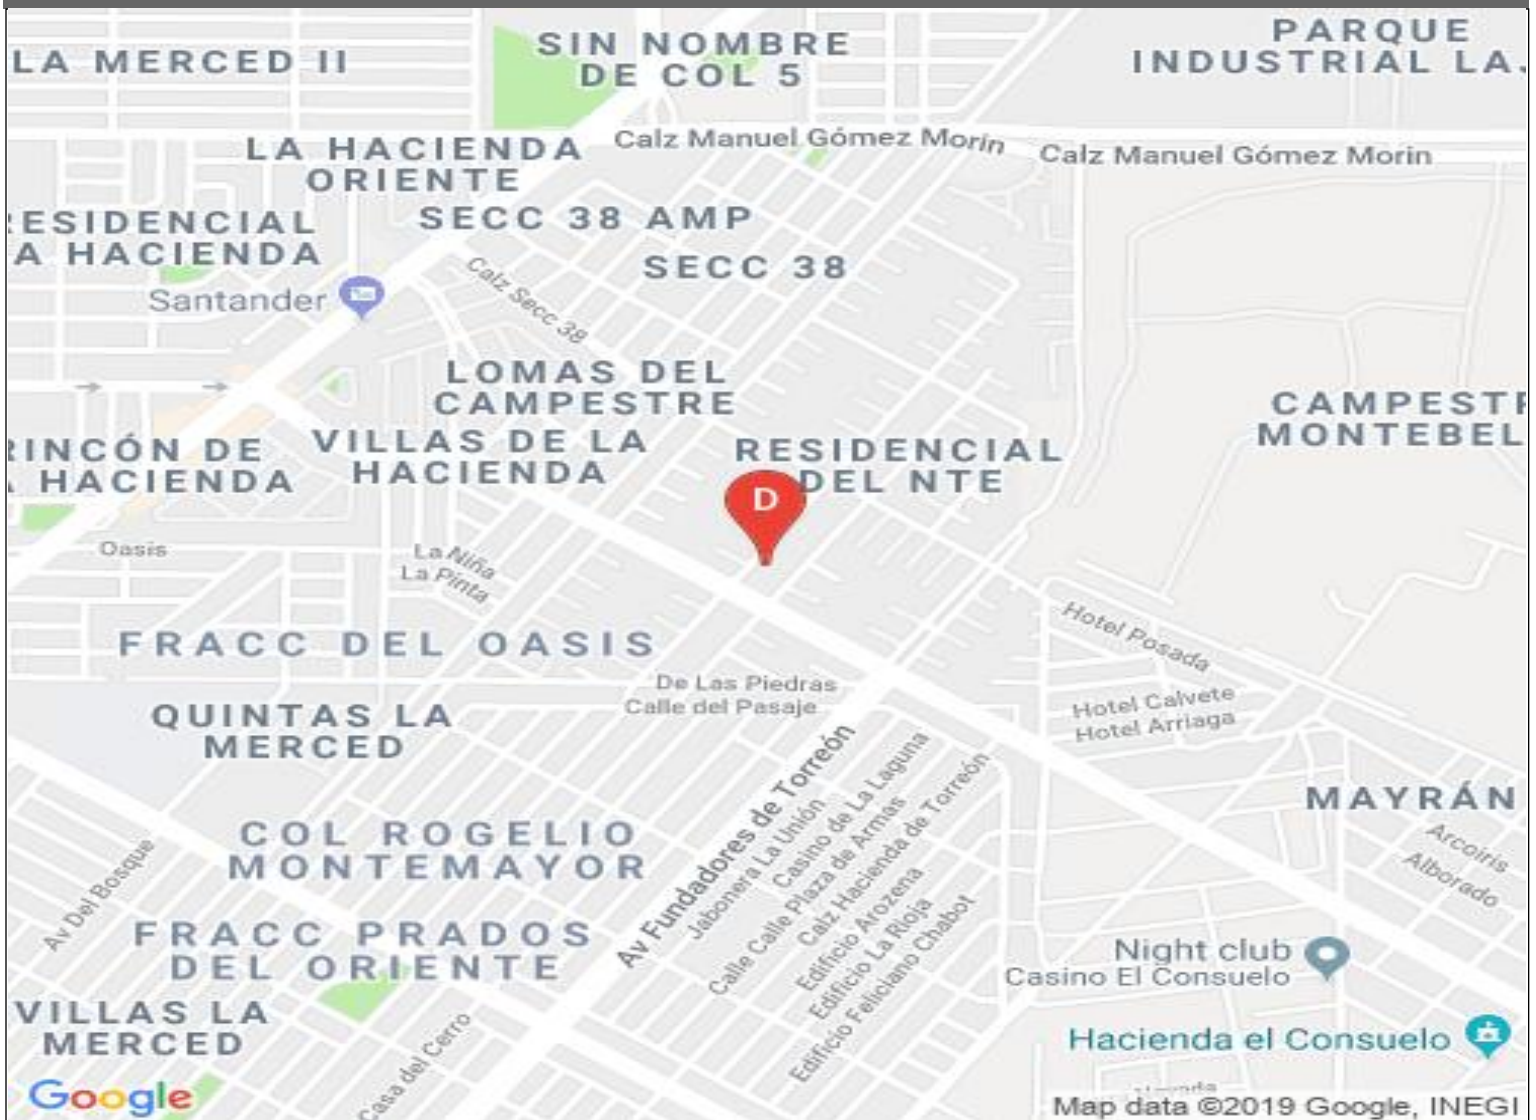 LA MERCED II
SIN NOMBRE
DE COL 5
PARQUE
INDUSTRIAL LA
LA HACIENDA
ORIENTE
Calz Manuel Gómez Morin
Calz Manuel Gómez Morin
RESIDENCIAL
A HACIENDA
SECC 38 AMP
SECC 38
Santander
Calz Secc 38
LOMAS DEL
CAMPESTRE
CAMPEST
MONTEBEL
RINCÓN DE
HACIENDA
VILLAS DE LA
HACIENDA
RESIDENCIAL
DEL NTE
D
Oasis
La Niña
La Pinta
Hotel Posada
FRACC DEL OASIS
De Las Piedras
Calle del Pasaje
Hotel Calvete
Hotel Arriaga
QUINTAS LA
MERCED
Av Fundadores de Torreón
Jabonera La Unión
Casino de La Laguna
Calle Calle Plaza de Armas
Calz Hacienda de Torreón
Edificio Arozena
Edificio La Rioja
Edificio Feliciano Chabot
MAYRÁN
Arcoiris
Alborado
COL ROGELIO
MONTEMAYOR
Av Del Bosque
FRACC PRADOS
DEL ORIENTE
Night club
Casino El Consuelo
VILLAS LA
MERCED
Casa del Cerro
Hacienda el Consuelo
Google
Map data ©2019 Google, INEGI